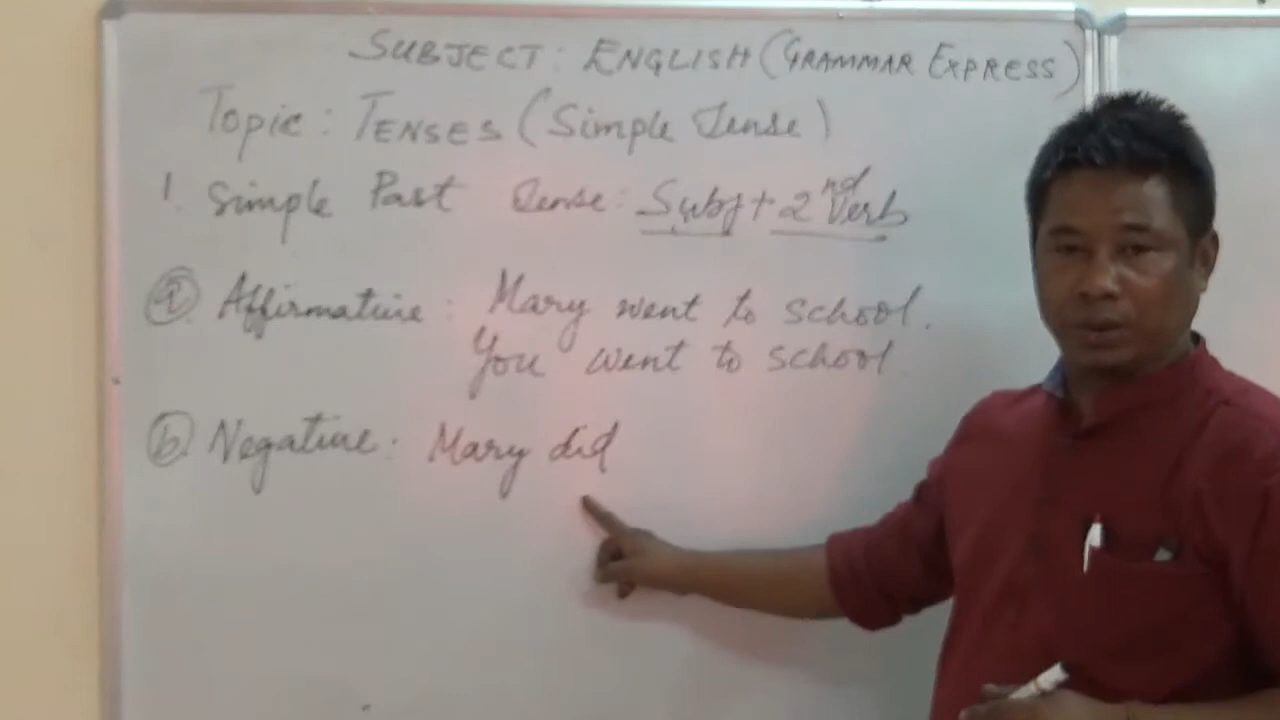 SUBJECT: ENGLISH (GRAMMAR EXPRESS)
Topic: TENSES (Simple Tense)
1. Simple Past Tense: Subj + 2nd Verb
(a) Affirmative: Mary went to school.
You went to school
(b) Negative: Mary did